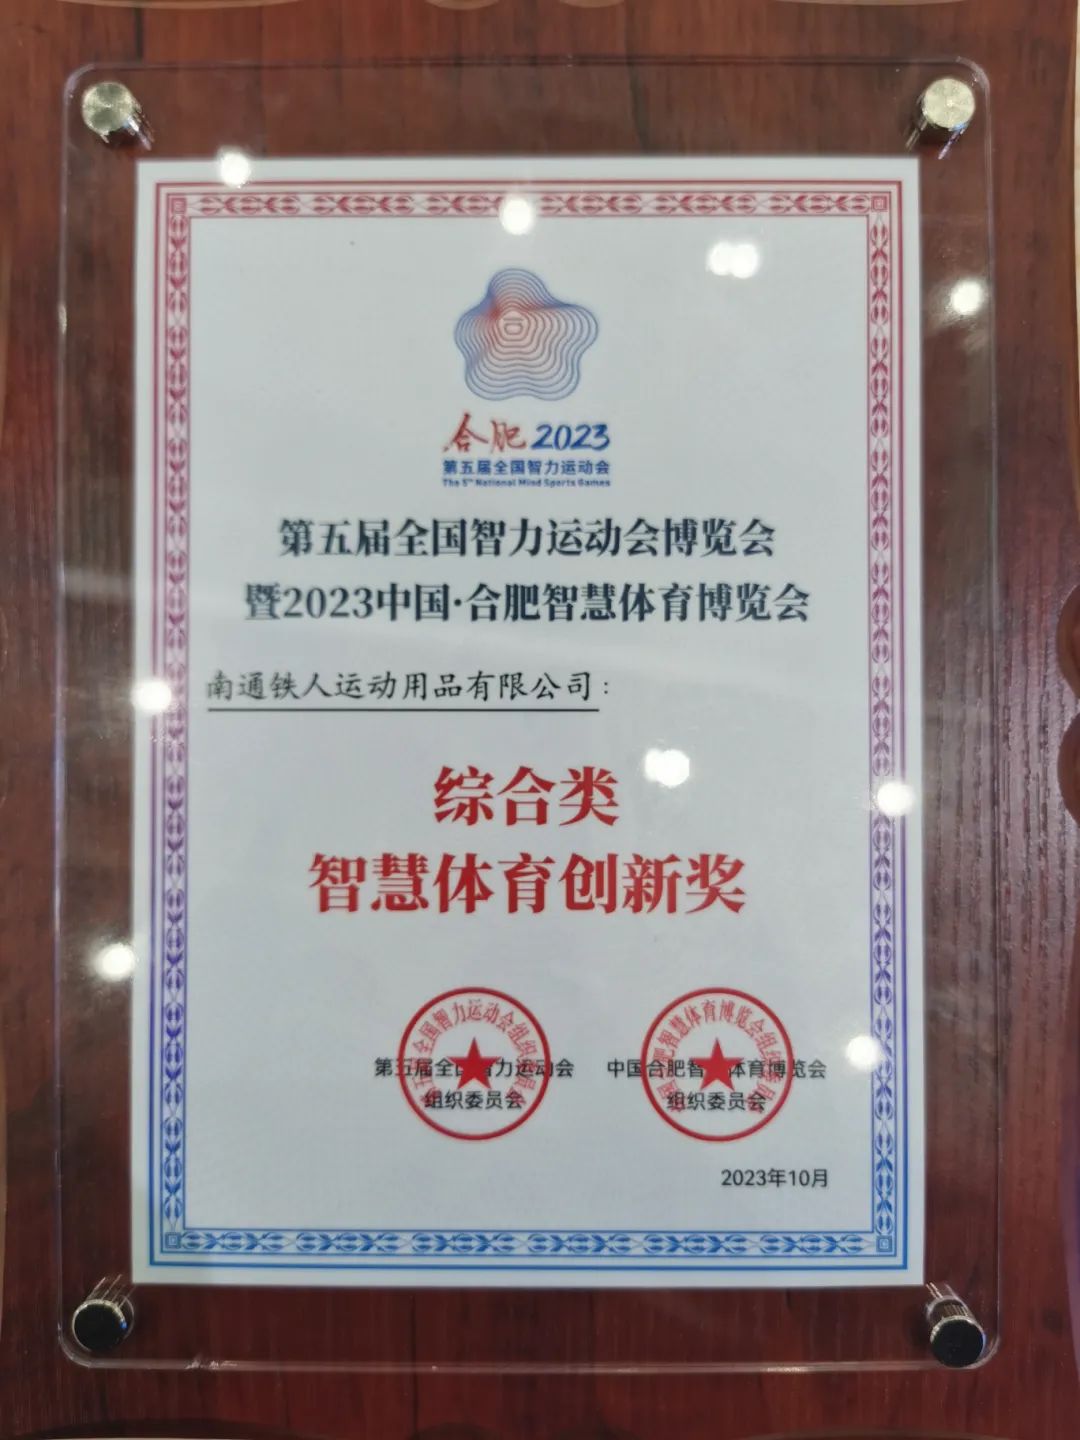 合肥2023
第五届全国智力运动会
The 5th National Mind Sports Games
第五届全国智力运动会博览会
暨2023中国·合肥智慧体育博览会
南通铁人运动用品有限公司：
综合类
智慧体育创新奖
第五届全国智力运动会
组织委员会
中国合肥智慧体育博览会
组织委员会
2023年10月